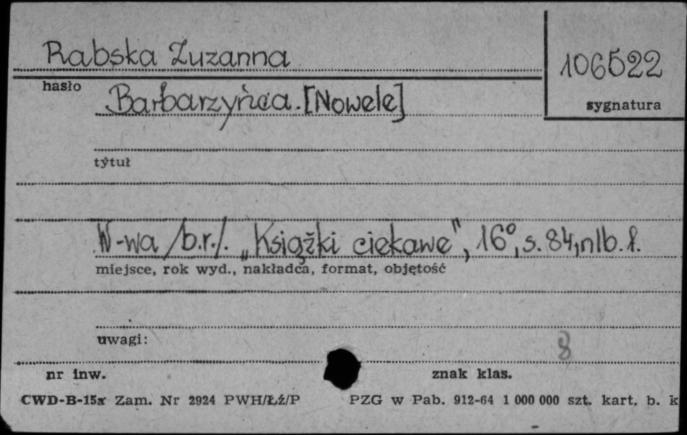 Rabska Zuzanna
106522
hasło
Barbarzyńca. [Nowele]
sygnatura
tytuł
W-wa /b.r./. „Książki ciekawe", 16°, s. 84, nlb.
miejsce, rok wyd., nakładca, format, objętość
uwagi:
8
nr inw.
znak klas.
CWD-B-15a Zam. Nr 2924 PWH/Łź/P
PZG w Pab. 912-64 1 000 000 szt. kart. b. k